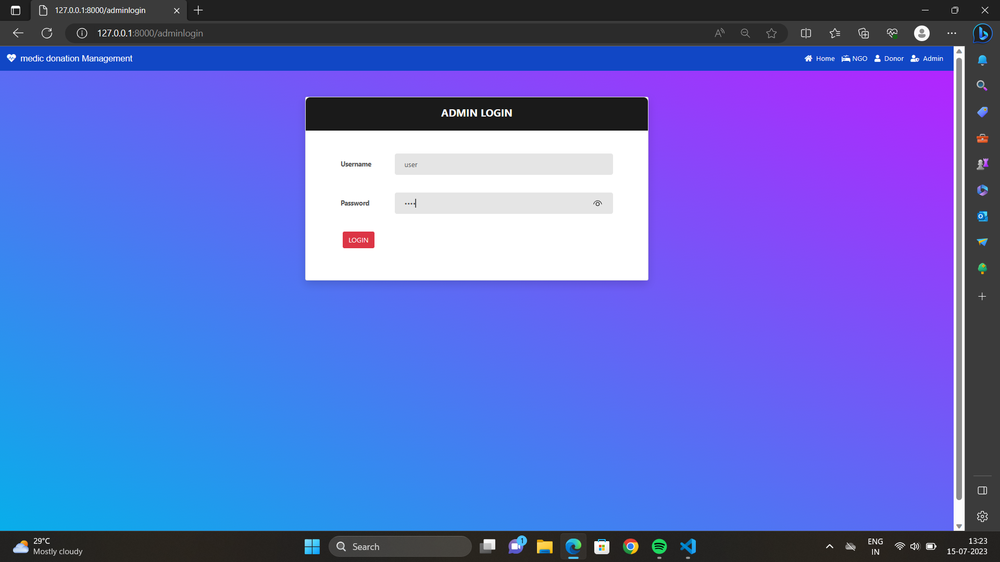 127.0.0.1:8000/adminlogin
127.0.0.1:8000/adminlogin
medic donation Management
Home NGO Donor Admin
ADMIN LOGIN
Username
user
Password
LOGIN
29°C
Mostly cloudy
Search
1
ENG
IN
13:23
15-07-2023